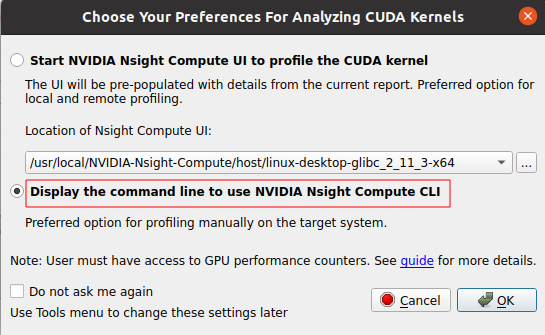 Choose Your Preferences For Analyzing CUDA Kernels
Start NVIDIA Nsight Compute UI to profile the CUDA kernel
The UI will be pre-populated with details from the current report. Preferred option for
local and remote profiling.
Location of Nsight Compute UI:
/usr/local/NVIDIA-Nsight-Compute/host/linux-desktop-glibc_2_11_3-x64
...
Display the command line to use NVIDIA Nsight Compute CLI
Preferred option for profiling manually on the target system.
Note: User must have access to GPU performance counters. See guide for more details.
Do not ask me again
Use Tools menu to change these settings later
Cancel
OK